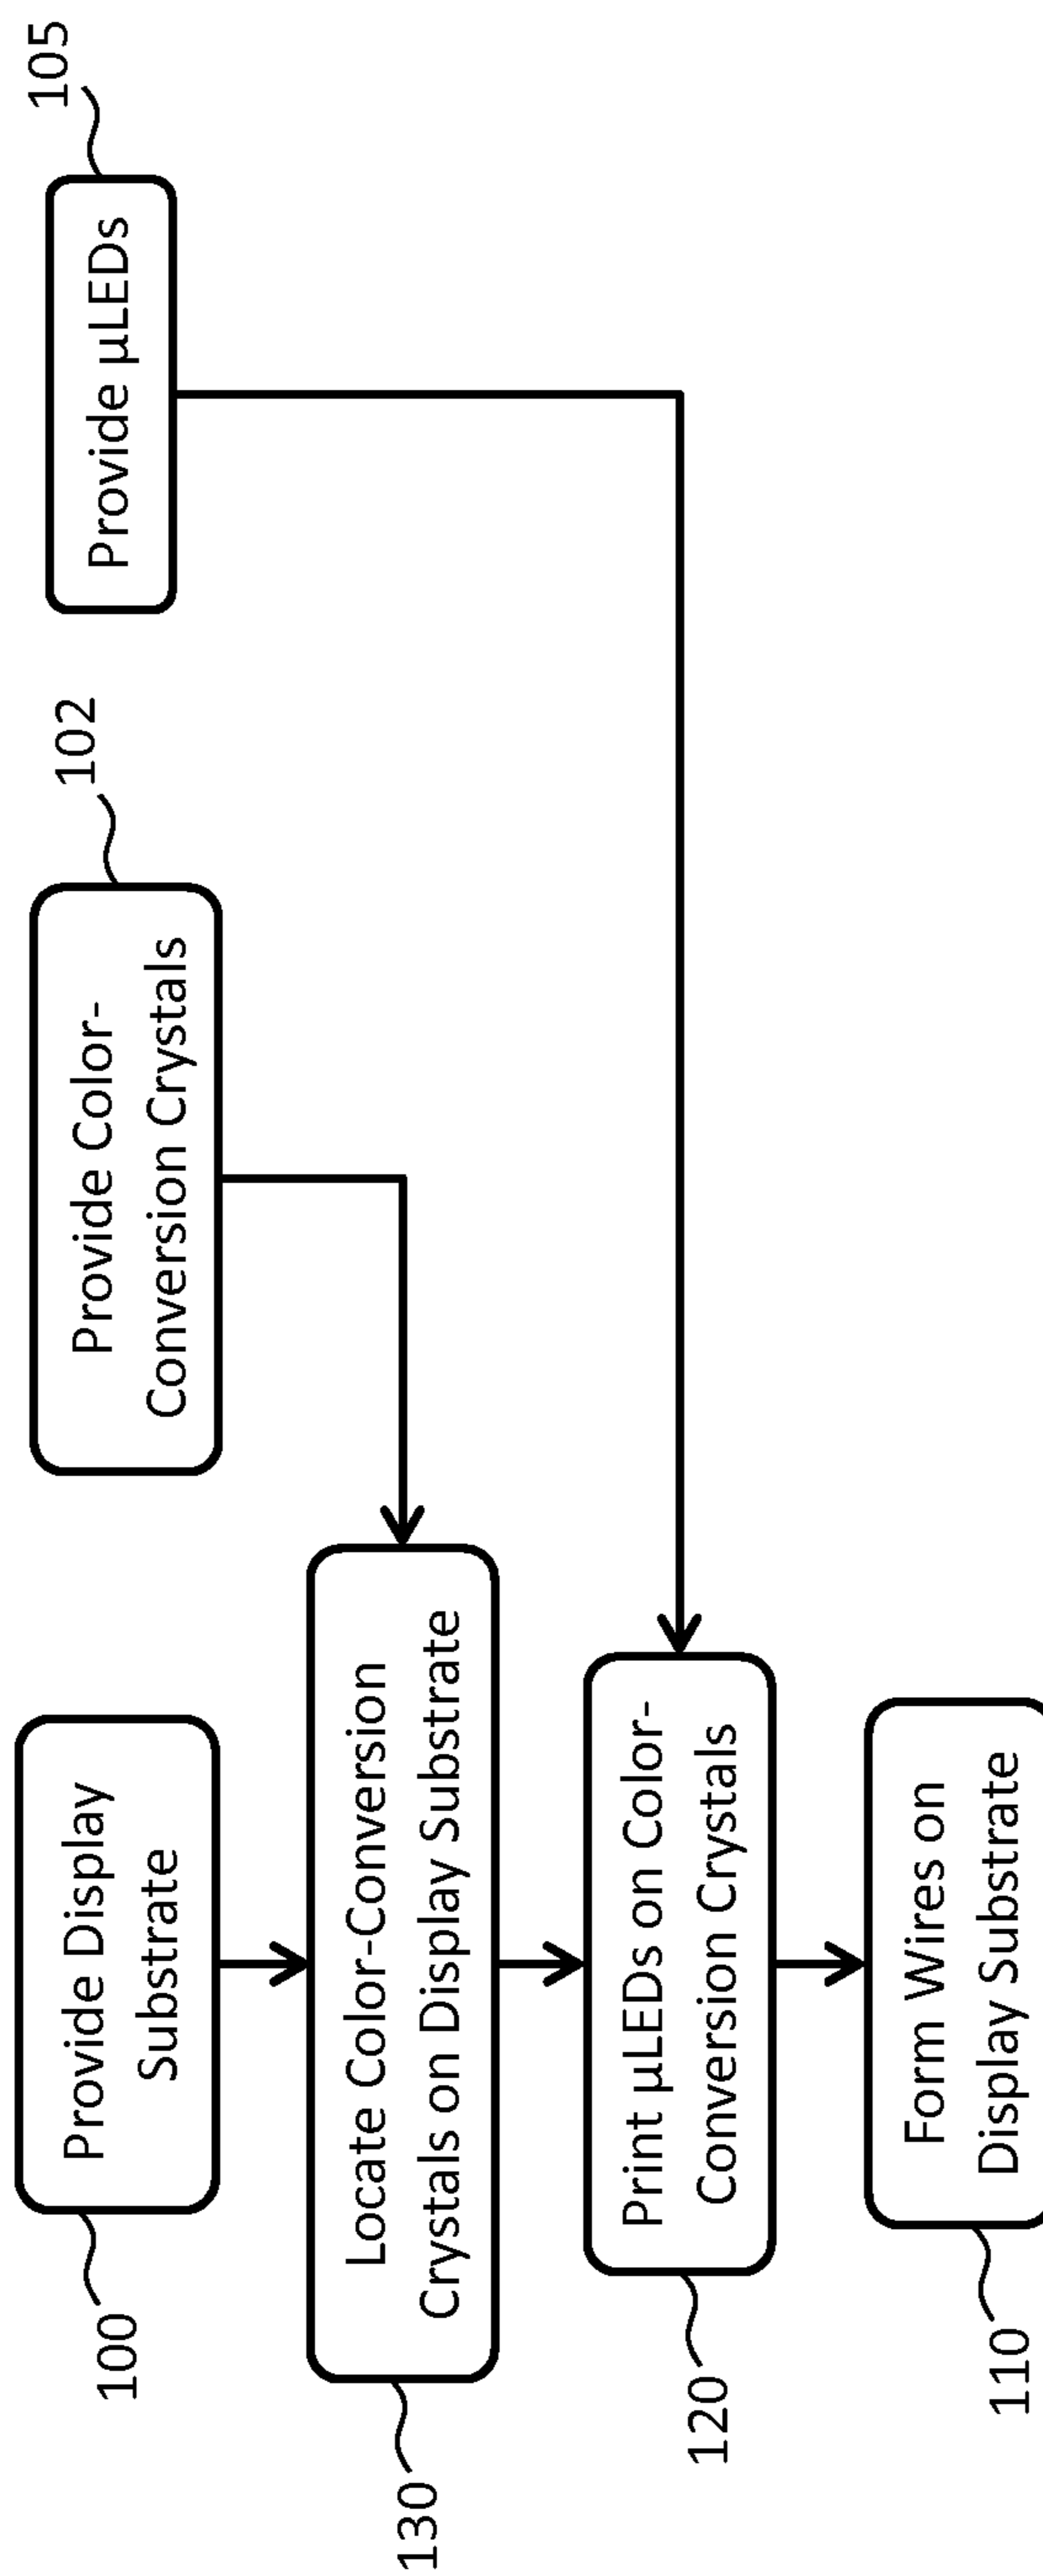 100
Provide Display
Substrate
Provide Color-
Conversion Crystals
102
Provide µLEDs
105
130
Locate Color-Conversion
Crystals on Display Substrate
120
Print µLEDs on Color-
Conversion Crystals
110
Form Wires on
Display Substrate